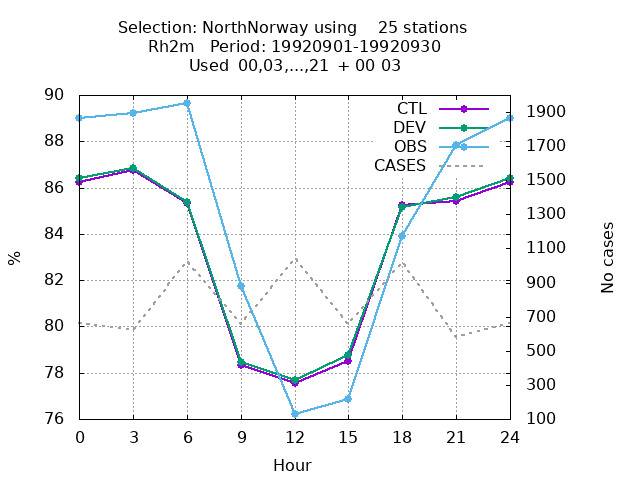 Selection: NorthNorway using    25 stations
Rh2m   Period: 19920901-19920930
Used  00,03,...,21  + 00 03
CTL
DEV
OBS
CASES
90
88
86
84
82
80
78
76
%
1900
1700
1500
1300
1100
900
700
500
300
100
No cases
0 3 6 9 12 15 18 21 24
Hour